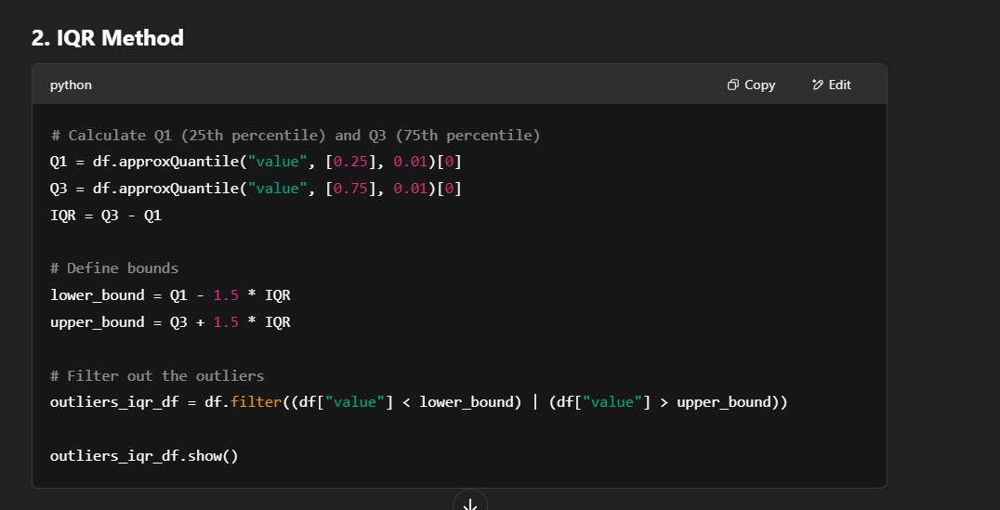 2. IQR Method
python
Copy
Edit
# Calculate Q1 (25th percentile) and Q3 (75th percentile)
Q1 = df.approxQuantile("value", [0.25], 0.01)[0]
Q3 = df.approxQuantile("value", [0.75], 0.01)[0]
IQR = Q3 - Q1
# Define bounds
lower_bound = Q1 - 1.5 * IQR
upper_bound = Q3 + 1.5 * IQR
# Filter out the outliers
outliers_iqr_df = df.filter((df["value"] < lower_bound) | (df["value"] > upper_bound))
outliers_iqr_df.show()